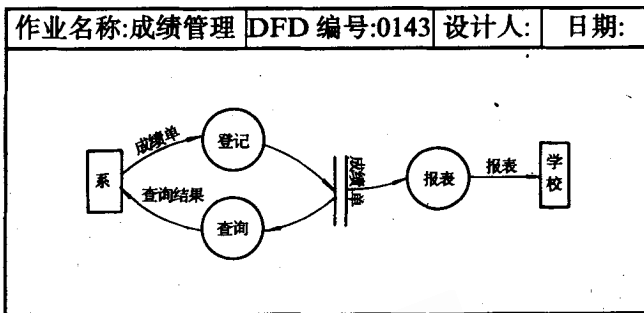 作业名称:成绩管理 DFD 编号:0143 设计人: 日期:
成绩单
登记
系
查询结果
查询
成绩单
报表
报表
学校